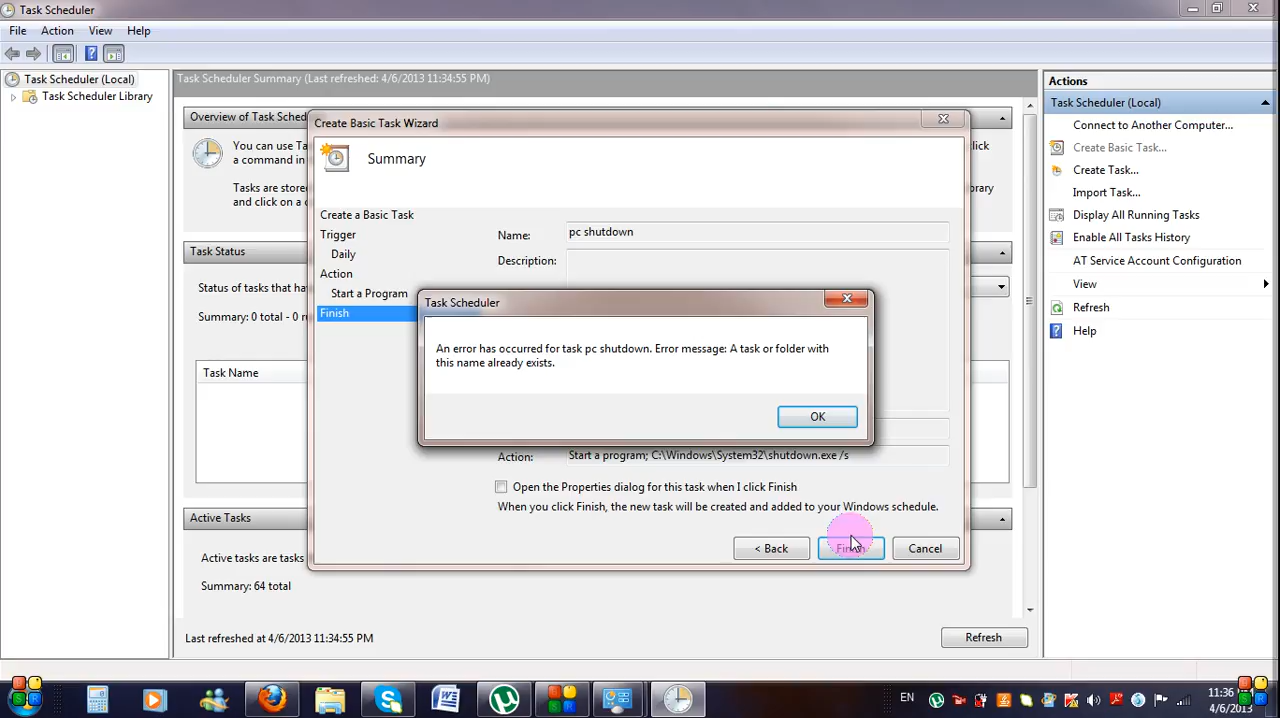 Task Scheduler
File Action View Help
Task Scheduler (Local)
Task Scheduler Library
Task Scheduler Summary (Last refreshed: 4/6/2013 11:34:55 PM)
Overview of Task Sched
You can use Ta
a command in
click
Tasks are store
and click on a c
ibrary
Task Status
Status of tasks that ha
Summary: 0 total - 0 ru
Task Name
Active Tasks
Active tasks are tasks
Summary: 64 total
Last refreshed at 4/6/2013 11:34:55 PM
Refresh
Create Basic Task Wizard
Summary
Create a Basic Task
Trigger
Daily
Action
Start a Program
Finish
Name: pc shutdown
Description:
Task Scheduler
An error has occurred for task pc shutdown. Error message: A task or folder with
this name already exists.
OK
Action: Start a program; C:\Windows\System32\shutdown.exe /s
Open the Properties dialog for this task when I click Finish
When you click Finish, the new task will be created and added to your Windows schedule.
< Back Finish Cancel
Actions
Task Scheduler (Local)
Connect to Another Computer...
Create Basic Task...
Create Task...
Import Task...
Display All Running Tasks
Enable All Tasks History
AT Service Account Configuration
View
Refresh
Help
EN
11:36
4/6/2013